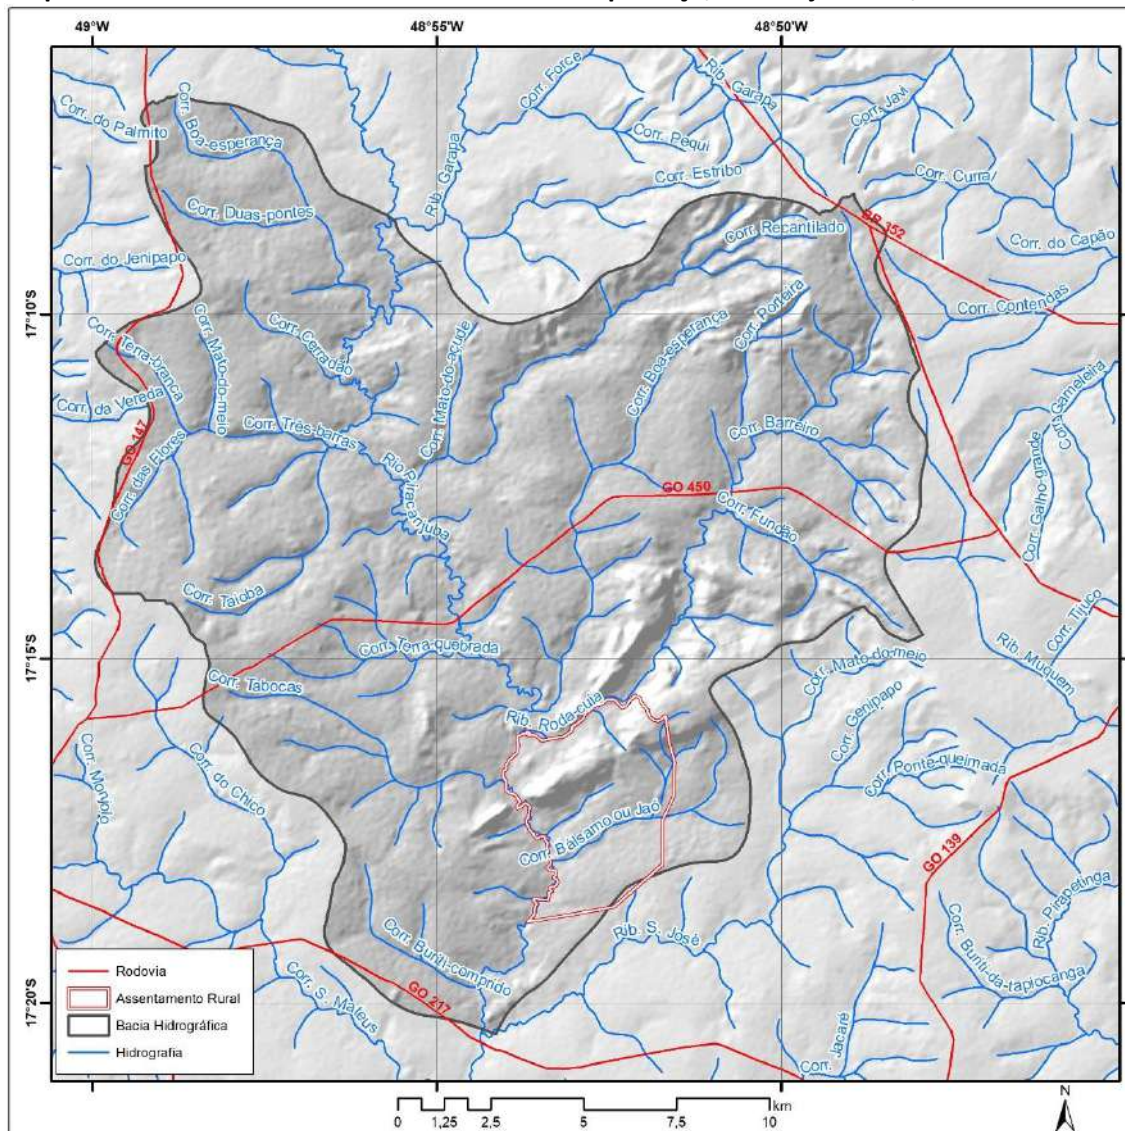 49°W
48°55'W
48°50'W
Corr. Force
Rib. Garapa
Corr. do Palmito
Corr. Boa-esperança
Corr. Javi
Corr. Pequi
Rib. Garapa
Corr. Estribo
Corr. Curral
Corr. Duas-pontes
BR 352
Corr. Recantilado
Corr. do Capão
Corr. do Jenipapo
Corr. Contendas
17°10'S
Corr. Terra-branca
Corr. Mato-do-meio
Corr. Cerradão
Corr. Mato-do-açude
Corr. Boa-esperança
Corr. Porteira
Corr. Gameleira
Corr. da Vereda
GO 147
Corr. das Flores
Corr. Três-barras
Rio Piracanjuba
Corr. Barreiro
Corr. Galho-grande
GO 450
Corr. Fundão
Corr. Taioba
Corr. Tijuco
Corr. Terra-quebrada
17°15'S
Corr. Tabocas
Corr. Mato-do-meio
Rib. Muquem
Rib. Roda-cuia
Corr. Genipapo
Corr. Monjolo
Corr. do Chico
Corr. Ponte-queimada
Corr. Bálsamo ou Jaó
GO 139
Rib. Pirapetinga
Rib. S. José
Corr. Buriti-comprido
Corr. Buriti-da-tapiocanga
GO 217
Corr. S. Mateus
17°20'S
Corr. Jacaré
Rodovia
Assentamento Rural
Bacia Hidrográfica
Hidrografia
0 1,25 2,5 5 7,5 10
km
N